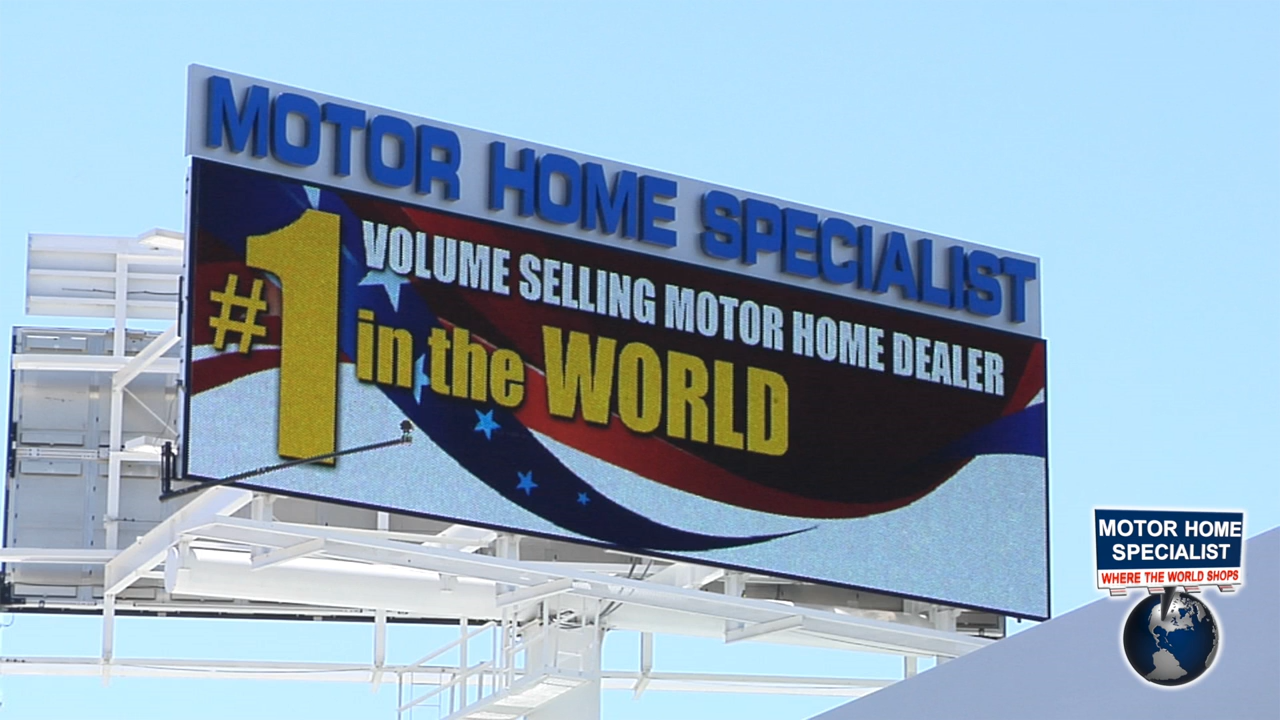 MOTOR HOME SPECIALIST
VOLUME SELLING MOTOR HOME DEALER
#1 in the WORLD
MOTOR HOME
SPECIALIST
WHERE THE WORLD SHOPS